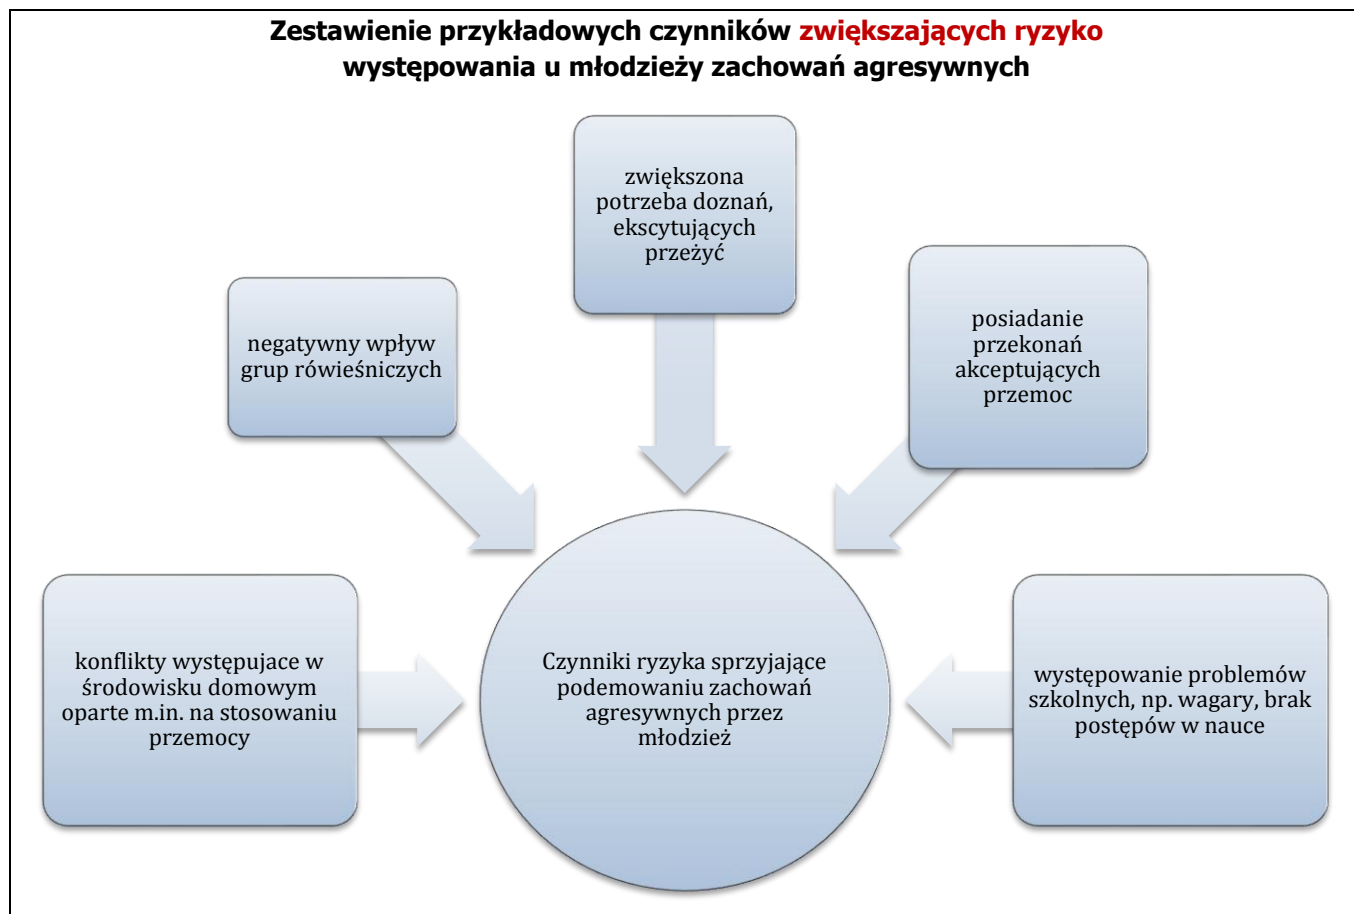 Zestawienie przykładowych czynników zwiększających ryzyko
występowania u młodzieży zachowań agresywnych
zwiększona
potrzeba doznań,
ekscytujących
przeżyć
negatywny wpływ
grup rówieśniczych
posiadanie
przekonań
akceptujących
przemoc
konflikty występujace w
środowisku domowym
oparte m.in. na stosowaniu
przemocy
Czynniki ryzyka sprzyjające
podemowaniu zachowań
agresywnych przez
młodzież
występowanie problemów
szkolnych, np. wagary, brak
postępów w nauce